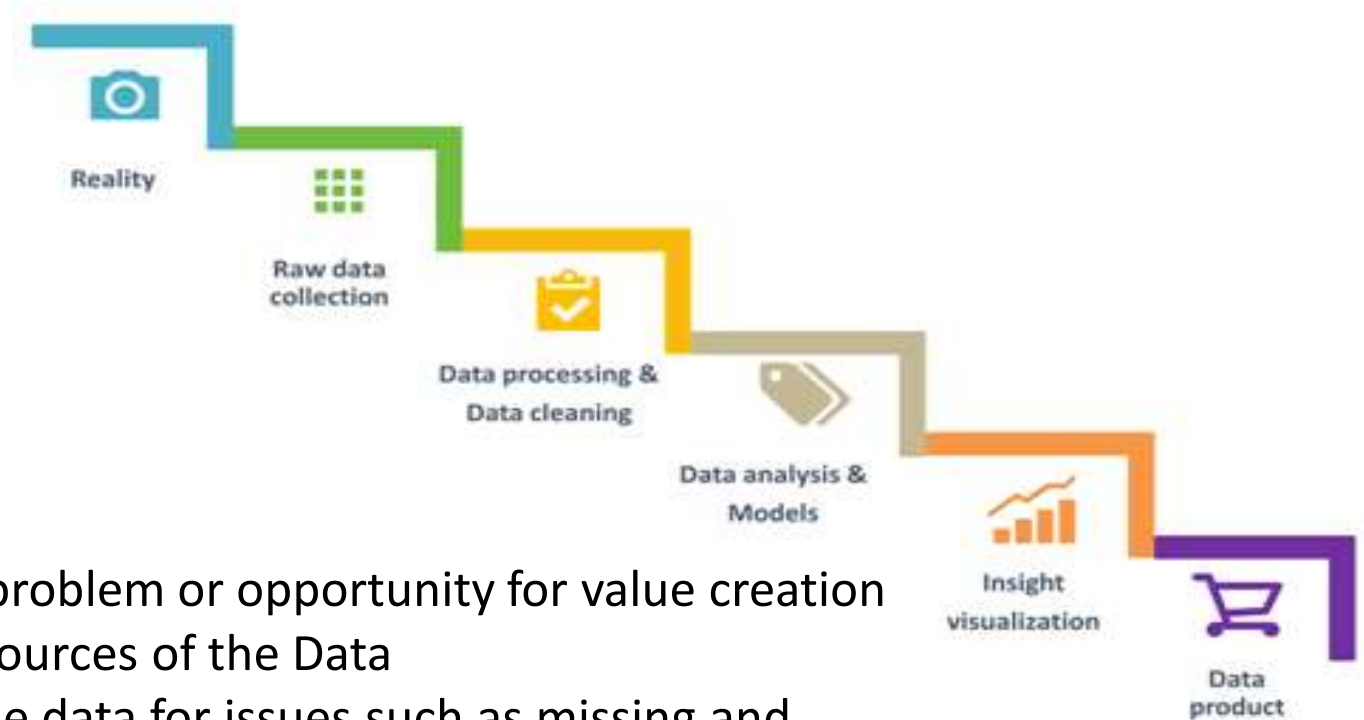 Reality
Raw data
collection
Data processing &
Data cleaning
Data analysis &
Models
Insight
visualization
Data
product
problem or opportunity for value creation
ources of the Data
e data for issues such as missing and